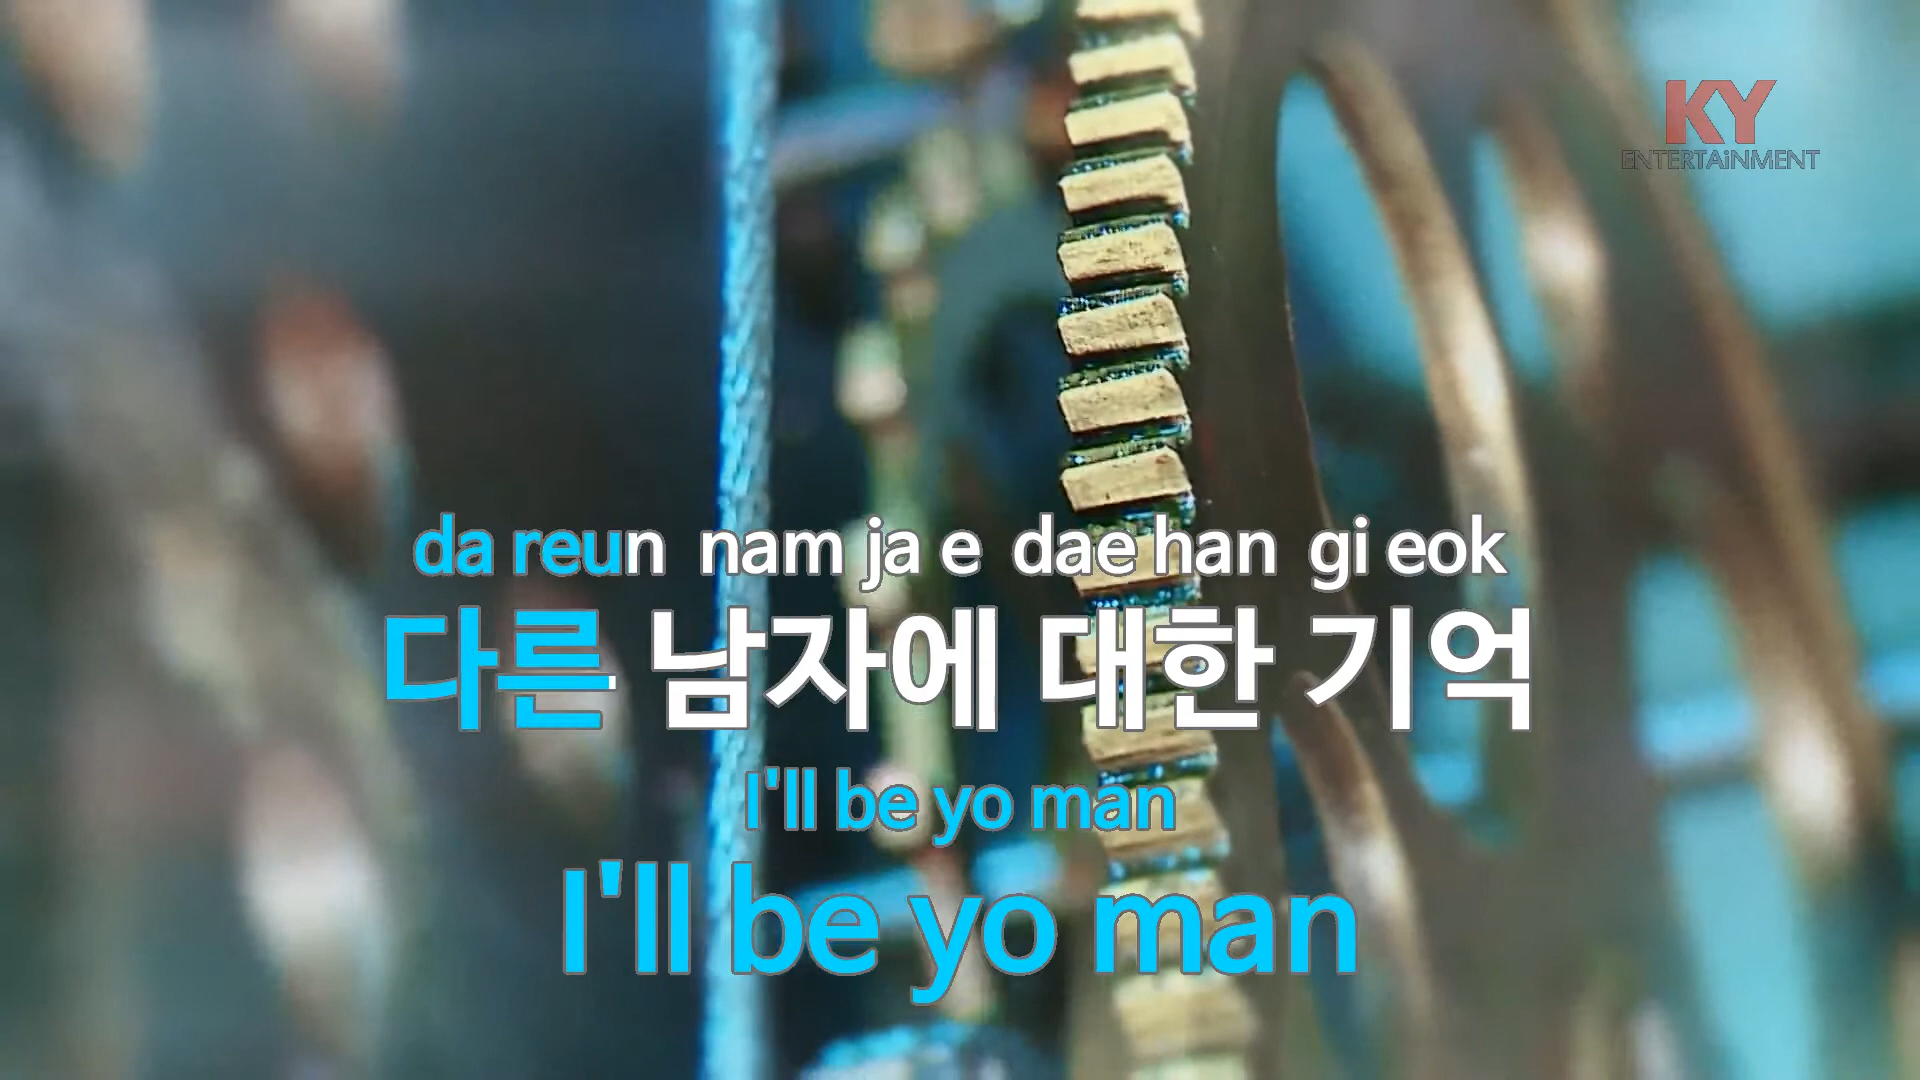 KY
ENTERTAiNMENT
da reun nam ja e dae han gi eok
다른 남자에 대한 기억
I'll be yo man
I'll be yo man